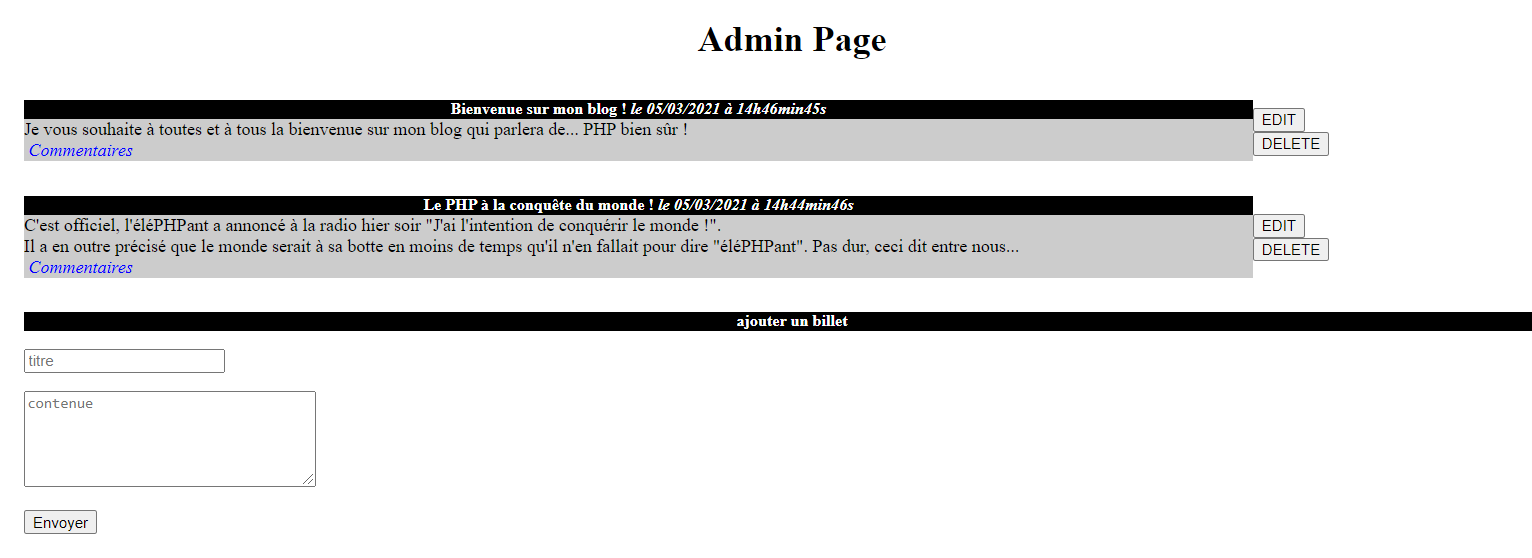 Admin Page
Bienvenue sur mon blog ! le 05/03/2021 à 14h46min45s
Je vous souhaite à toutes et à tous la bienvenue sur mon blog qui parlera de... PHP bien sûr !
Commentaires
EDIT
DELETE
Le PHP à la conquête du monde ! le 05/03/2021 à 14h44min46s
C'est officiel, l'éléPHPant a annoncé à la radio hier soir "J'ai l'intention de conquérir le monde !".
Il a en outre précisé que le monde serait à sa botte en moins de temps qu'il n'en fallait pour dire "éléPHPant". Pas dur, ceci dit entre nous...
Commentaires
EDIT
DELETE
ajouter un billet
titre
contenue
Envoyer